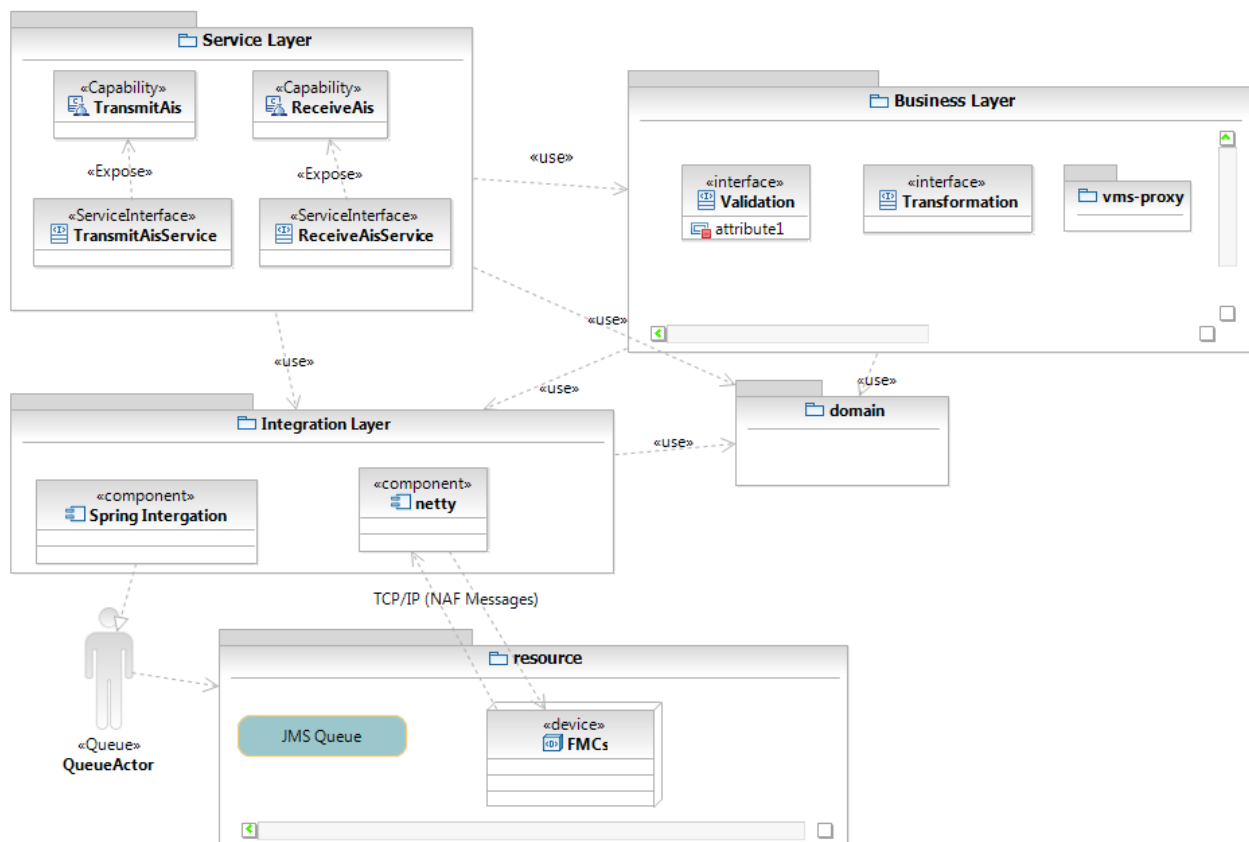 Service Layer
«Capability»
TransmitAis
«Capability»
ReceiveAis
«Expose»
«Expose»
«ServiceInterface»
TransmitAisService
«ServiceInterface»
ReceiveAisService
«use»
Business Layer
«interface»
Validation
attribute1
«interface»
Transformation
vms-proxy
«use»
«use»
«use»
«use»
domain
Integration Layer
«use»
«component»
Spring Intergation
«component»
netty
TCP/IP (NAF Messages)
«Queue»
QueueActor
resource
JMS Queue
«device»
FMCs